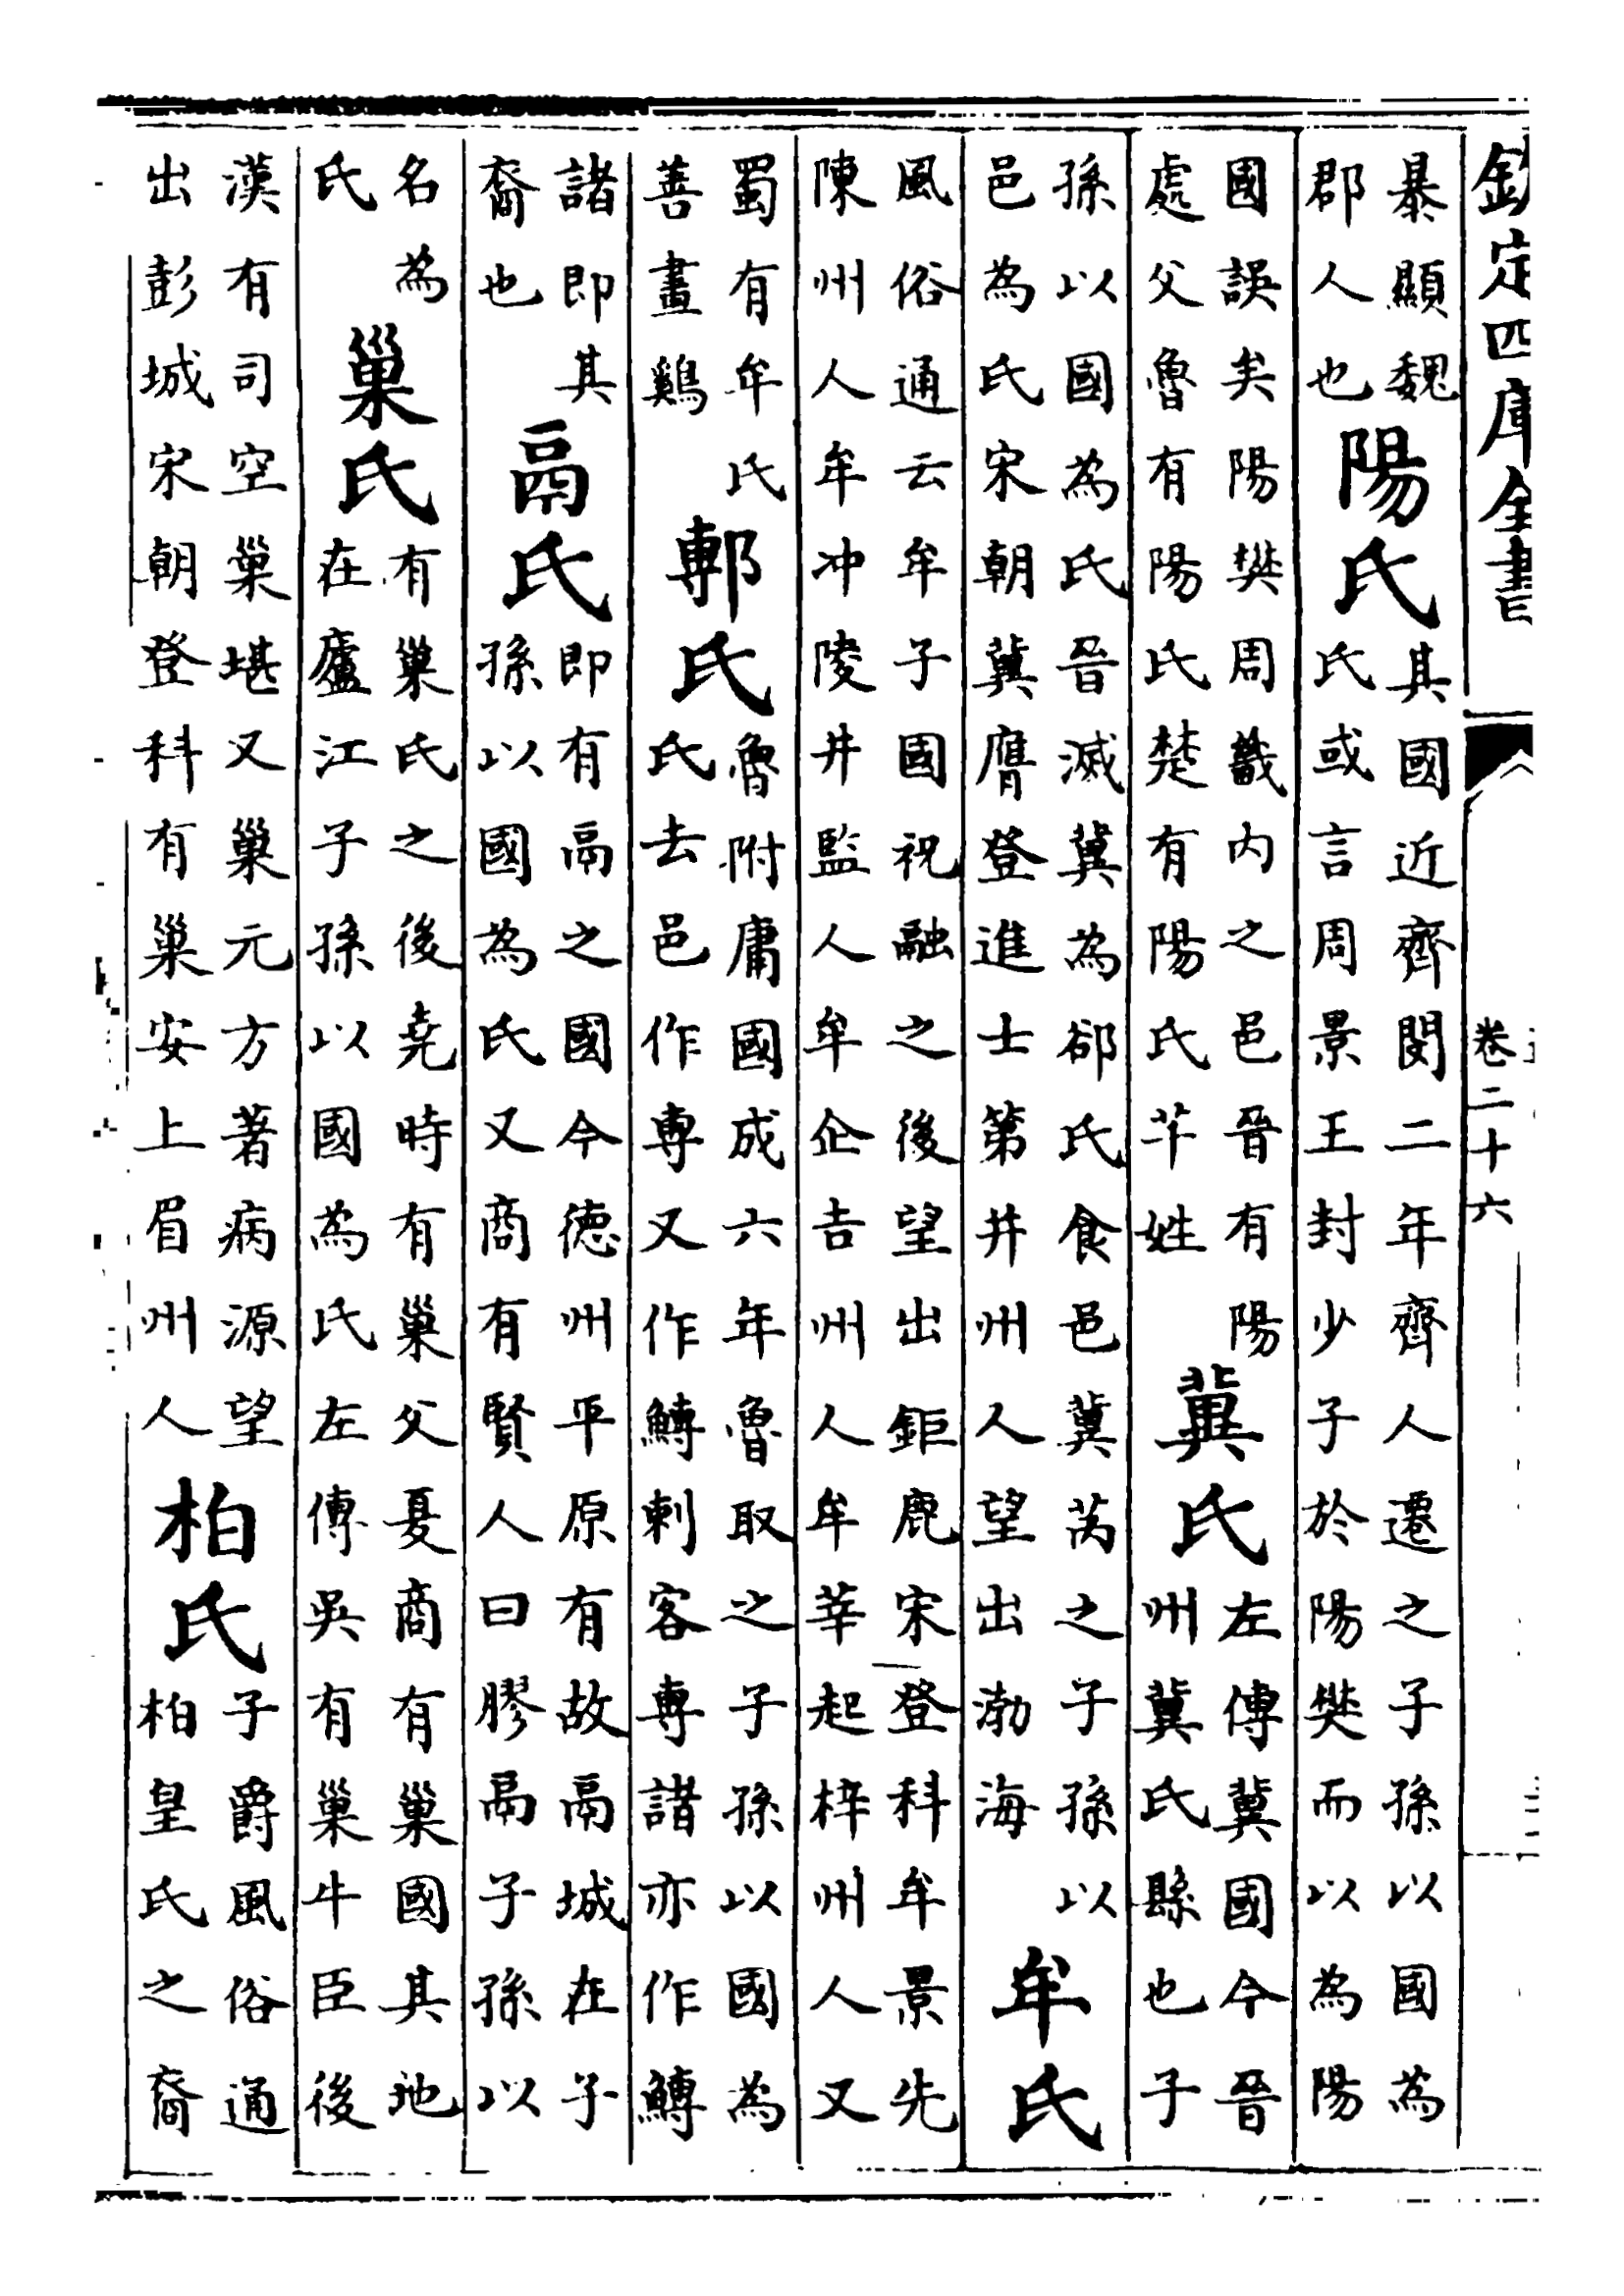 欽定四庫全書
卷二十六
暴顯魏
郡人也
陽氏
其國近齊閔二年齊人遷之子孫以國為
氏或言周景王封少子於陽樊而以為陽
國誤矣陽樊周畿内之邑晉有陽
處父魯有陽氏楚有陽氏芊姓
冀氏
左傳冀國今晉
州冀氏縣也子
孫以國為氏晉滅冀為郤氏食邑冀芮之子孫以
邑為氏宋朝冀膺登進士第井州人望出渤海
牟氏
風俗通云牟子國祝融之後望出鉅鹿宋登科牟景先
陳州人牟冲陵井監人牟企吉州人牟莘起梓州人又
蜀有牟氏
善畫鷄
鄟氏
魯附庸國成六年魯取之子孫以國為
氏去邑作専又作鱄刺客専諸亦作鱄
諸即其
裔也
鬲氏
即有鬲之國今德州平原有故鬲城在子
孫以國為氏又商有賢人曰膠鬲子孫以
名為
氏
巢氏
有巢氏之後堯時有巢父夏商有巢國其地
在廬江子孫以國為氏左傳吳有巢牛臣後
漢有司空巢堪又巢元方著病源望
出彭城宋朝登科有巢安上眉州人
柏氏
子爵風俗通
柏皇氏之裔